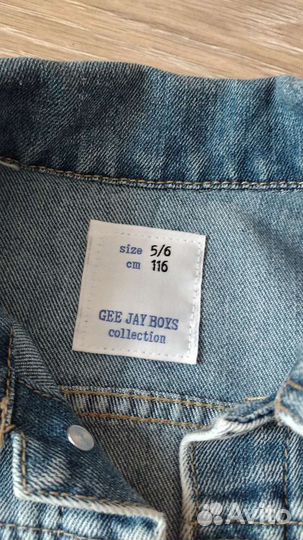 size 5/6
cm 116
GEE JAY BOYS
collection
Avito